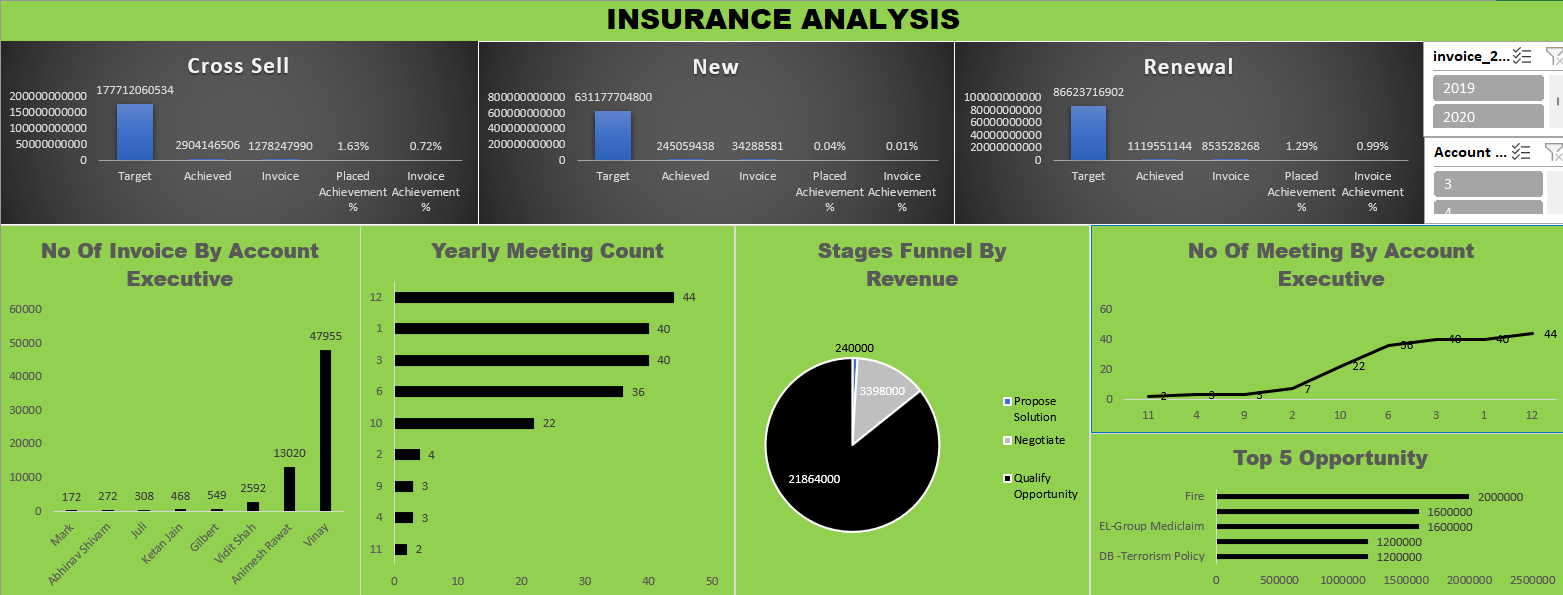 INSURANCE ANALYSIS
Cross Sell
200000000000
150000000000
100000000000
50000000000
0
177712060534
2904146506
1278247990
1.63%
0.72%
Target
Achieved
Invoice
Placed
Achievement
%
Invoice
Achievement
%
New
800000000000
600000000000
400000000000
200000000000
0
631177704800
245059438
34288581
0.04%
0.01%
Target
Achieved
Invoice
Placed
Achievement
%
Invoice
Achievement
%
Renewal
100000000000
80000000000
60000000000
40000000000
20000000000
0
86623716902
1119551144
853528268
1.29%
0.99%
Target
Achieved
Invoice
Placed
Achievement
%
Invoice
Achievement
%
invoice_2...
2019
2020
Account ...
3
4
No Of Invoice By Account
Executive
60000
50000
40000
30000
20000
10000
0
172
272
308
468
549
2592
13020
47955
Mark
Abhinav Shivam
Juli
Ketan Jain
Gilbert
Vidit Shah
Animesh Rawat
Vinay
Yearly Meeting Count
12
44
1
40
3
40
6
36
10
22
2
4
9
3
4
3
11
2
0
10
20
30
40
50
Stages Funnel By
Revenue
240000
3398000
21864000
Propose
Solution
Negotiate
Qualify
Opportunity
No Of Meeting By Account
Executive
60
40
20
0
2
3
3
7
22
36
40
40
44
11
4
9
2
10
6
3
1
12
Top 5 Opportunity
Fire
2000000
1600000
EL-Group Mediclaim
1600000
1200000
DB -Terrorism Policy
1200000
0
500000
1000000
1500000
2000000
2500000